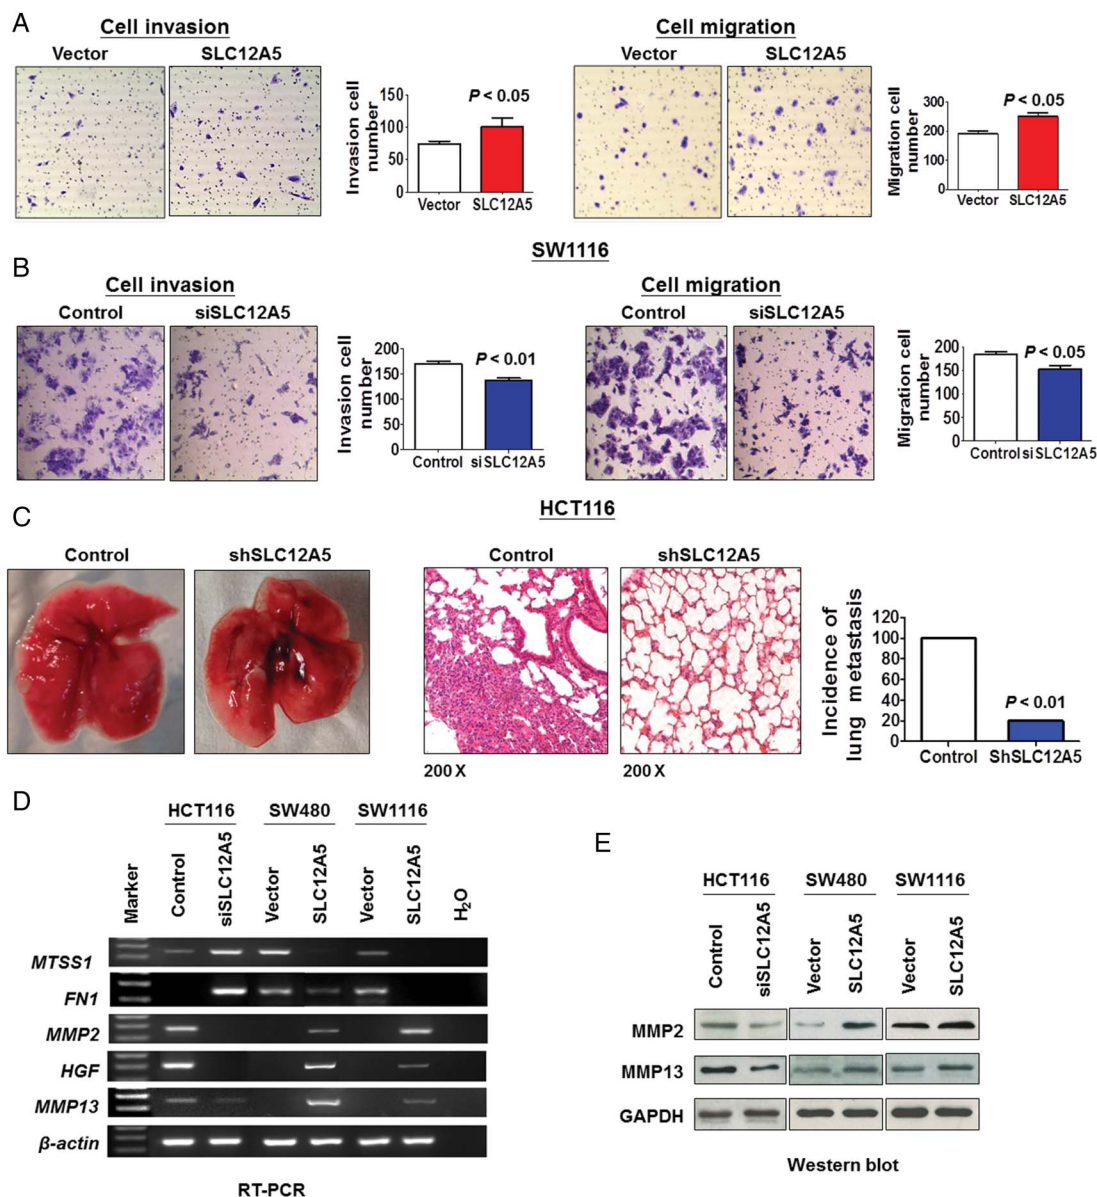 A
Cell invasion
Cell migration
Vector
SLC12A5
Vector
SLC12A5
Invasion cell number
150
100
50
0
P < 0.05
Vector
SLC12A5
Migration cell number
300
200
100
0
P < 0.05
Vector
SLC12A5
SW1116
B
Cell invasion
Cell migration
Control
siSLC12A5
Control
siSLC12A5
Invasion cell number
200
150
100
50
0
P < 0.01
Control
siSLC12A5
Migration cell number
200
150
100
50
0
P < 0.05
Control
siSLC12A5
HCT116
C
Control
shSLC12A5
Control
shSLC12A5
200 X
200 X
Incidence of lung metastasis
120
100
80
60
40
20
0
P < 0.01
Control
ShSLC12A5
D
HCT116
SW480
SW1116
Marker
Control
siSLC12A5
Vector
SLC12A5
Vector
SLC12A5
H2O
MTSS1
FN1
MMP2
HGF
MMP13
β-actin
RT-PCR
E
HCT116
SW480
SW1116
Control
siSLC12A5
Vector
SLC12A5
Vector
SLC12A5
MMP2
MMP13
GAPDH
Western blot